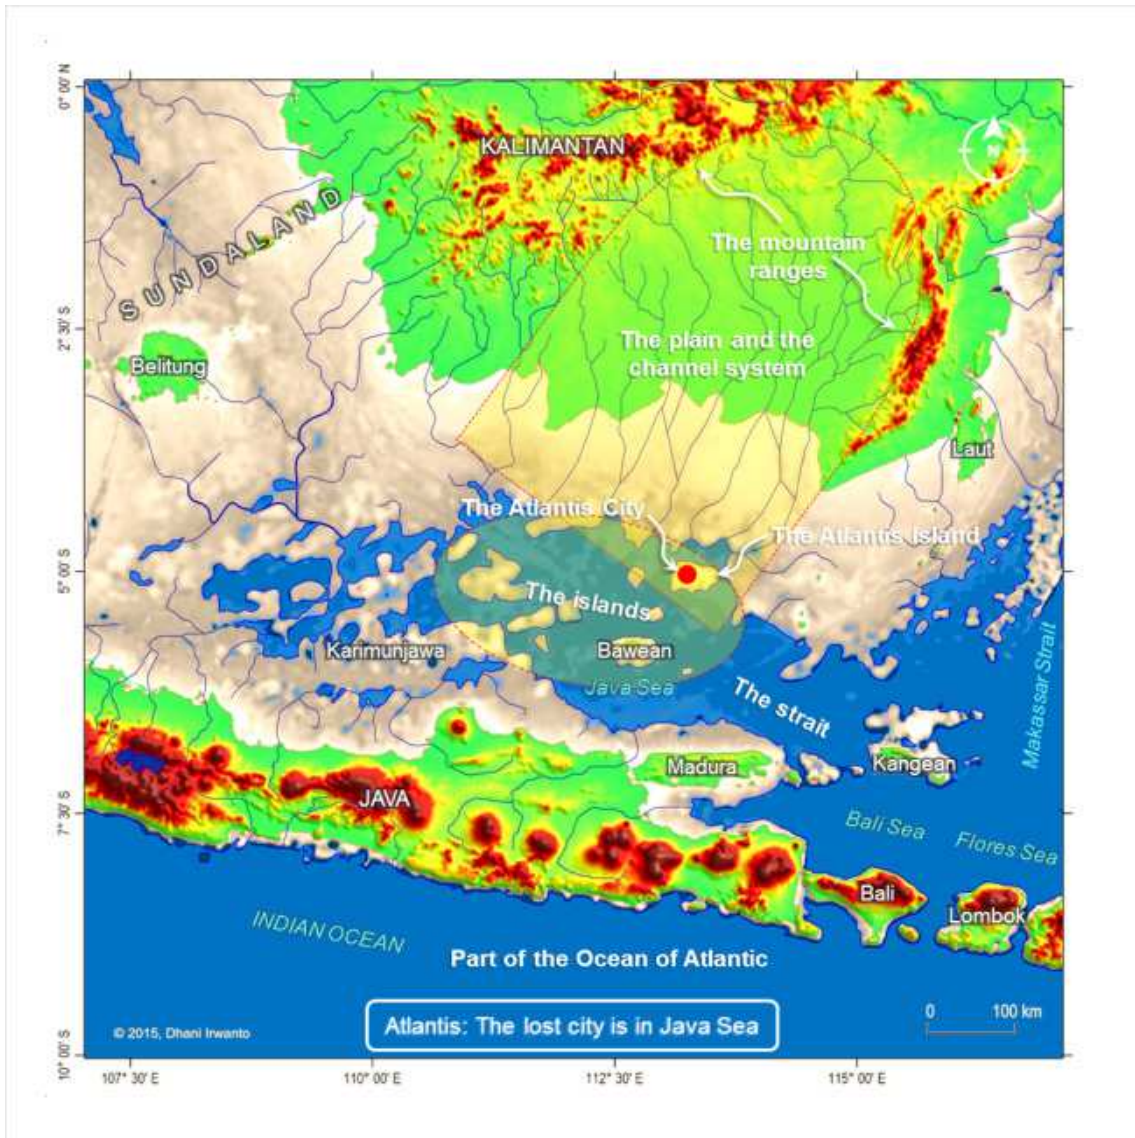 0° 00' N
KALIMANTAN
N
SUNDALAND
The mountain
ranges
2° 30' S
The plain and the
channel system
Belitung
Laut
The Atlantis City
The Atlantis Island
5° 00' S
The islands
Karimunjawa
Bawean
Java Sea
The strait
Makassar Strait
Madura
Kangean
JAVA
7° 30' S
Bali Sea
Flores Sea
Bali
Lombok
INDIAN OCEAN
Part of the Ocean of Atlantic
0 100 km
Atlantis: The lost city is in Java Sea
© 2015, Dhani Irwanto
10° 00' S
107° 30' E
110° 00' E
112° 30' E
115° 00' E